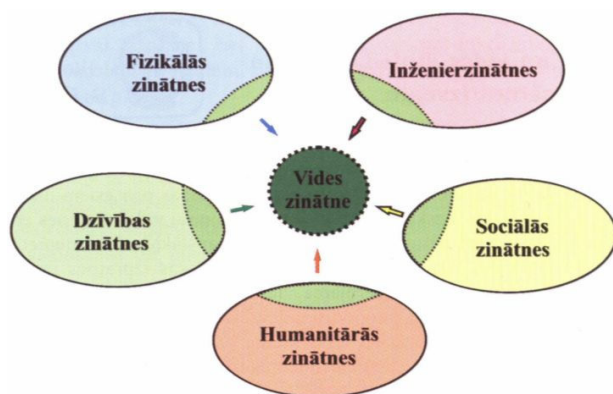 Fizikālās
zinātnes
Inženierzinātnes
Vides
zinātne
Dzīvības
zinātnes
Sociālās
zinātnes
Humanitārās
zinātnes